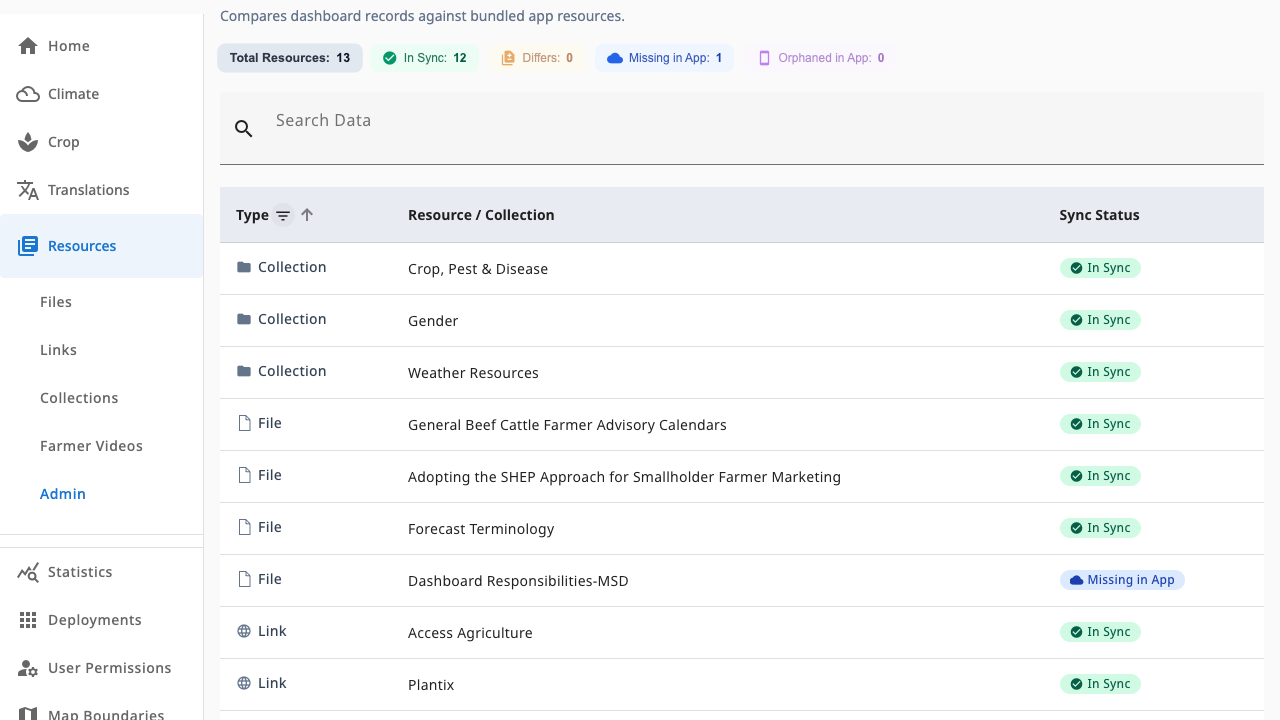 Compares dashboard records against bundled app resources.
Total Resources: 13
In Sync: 12
Differs: 0
Missing in App: 1
Orphaned in App: 0
Search Data
Home
Climate
Crop
Translations
Resources
Files
Links
Collections
Farmer Videos
Admin
Statistics
Deployments
User Permissions
Map Boundaries
Type Resource / Collection Sync Status
Collection Crop, Pest & Disease In Sync
Collection Gender In Sync
Collection Weather Resources In Sync
File General Beef Cattle Farmer Advisory Calendars In Sync
File Adopting the SHEP Approach for Smallholder Farmer Marketing In Sync
File Forecast Terminology In Sync
File Dashboard Responsibilities-MSD Missing in App
Link Access Agriculture In Sync
Link Plantix In Sync